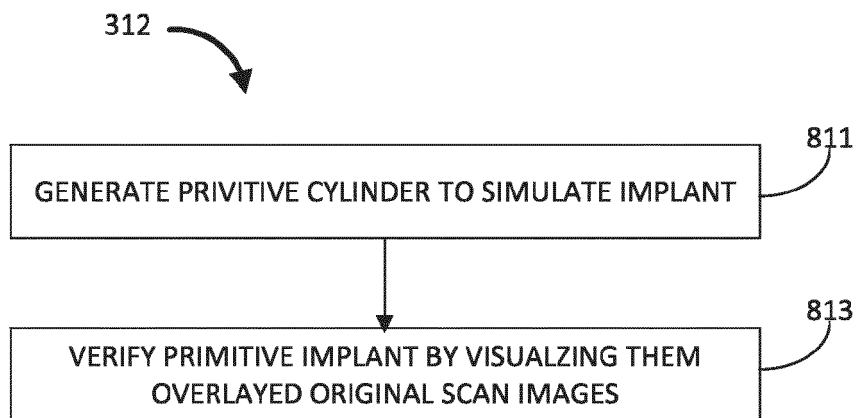 312
811
GENERATE PRIVITIVE CYLINDER TO SIMULATE IMPLANT
813
VERIFY PRIMITIVE IMPLANT BY VISUALZING THEM
OVERLAYED ORIGINAL SCAN IMAGES